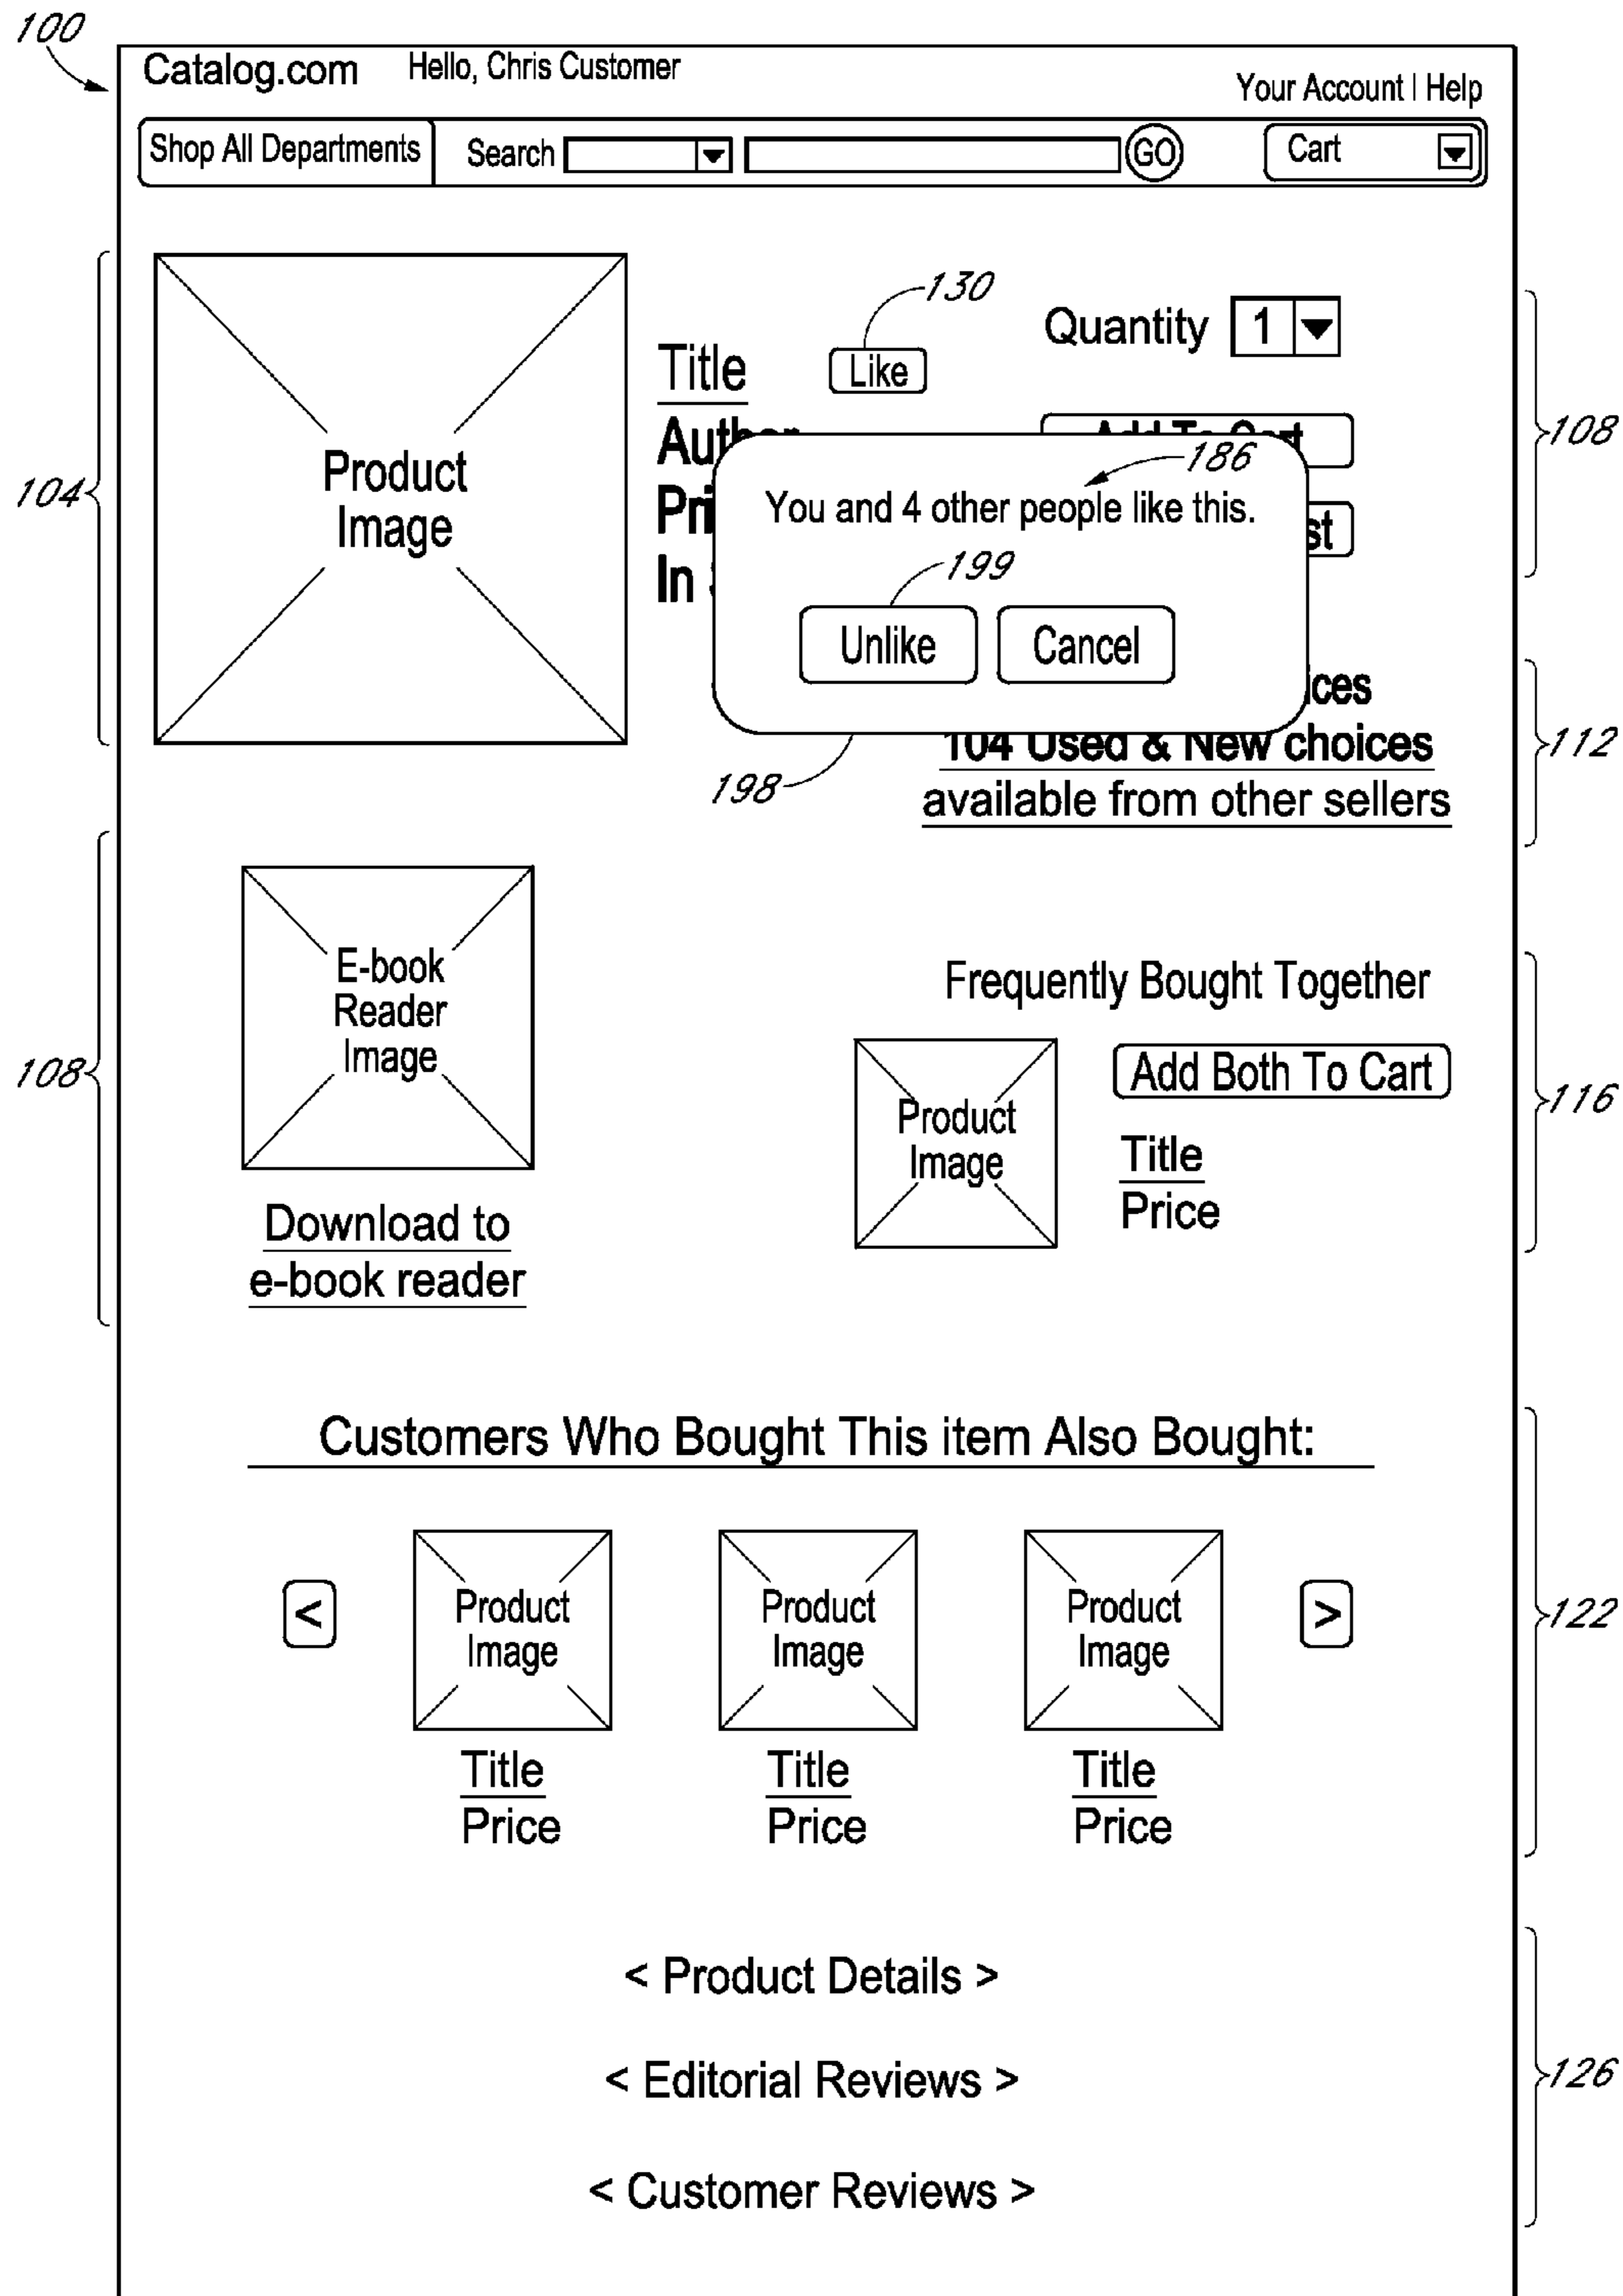 100
Catalog.com Hello, Chris Customer
Your Account | Help
Shop All Departments Search GO Cart
104
Product
Image
130
Title Like
Quantity 1
108
186
You and 4 other people like this.
199
Unlike Cancel
198
In
104 Used & New choices
available from other sellers
112
108
E-book
Reader
Image
Download to
e-book reader
Frequently Bought Together
Product
Image
Add Both To Cart
Title
Price
116
Customers Who Bought This item Also Bought:
< Product Image Product Image Product Image >
122
Title Title Title
Price Price Price
< Product Details >
< Editorial Reviews >
126
< Customer Reviews >